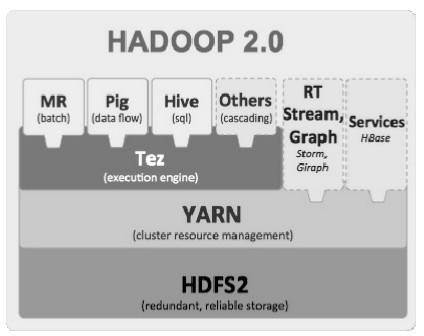 HADOOP 2.0
MR
(batch)
Pig
(data flow)
Hive
(sql)
Others
(cascading)
RT
Stream,
Graph
Storm,
Giraph
Services
HBase
Tez
(execution engine)
YARN
(cluster resource management)
HDFS2
(redundant, reliable storage)